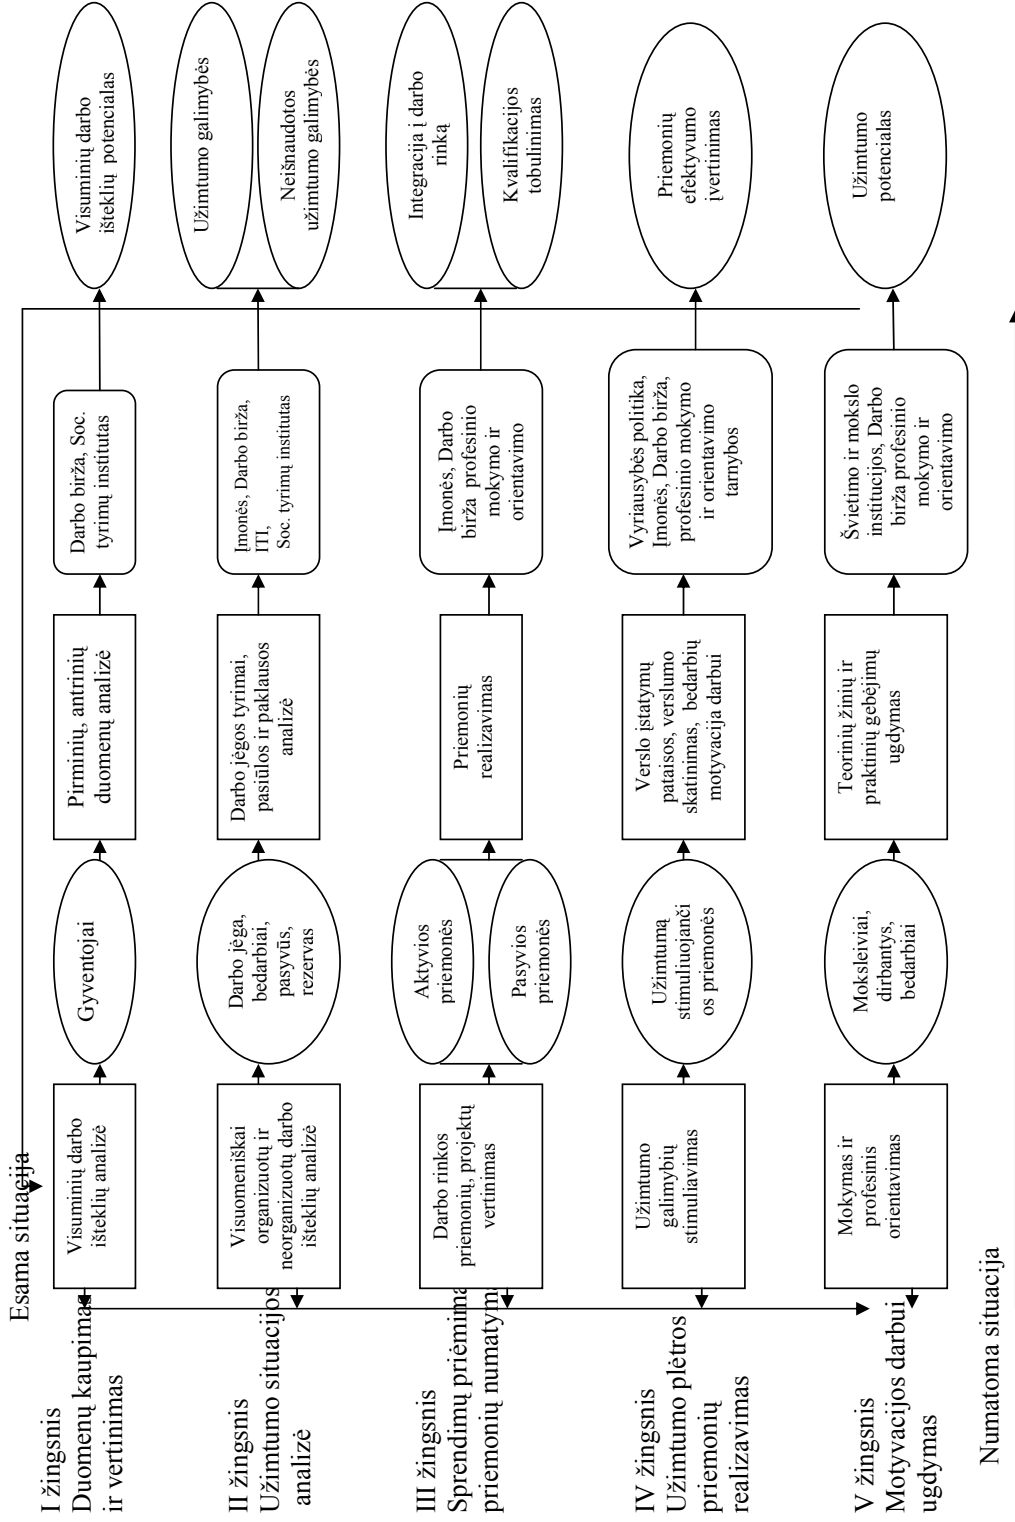 Esama situacija
I žingsnis
Duomenų kaupimas
ir vertinimas
Visuminių darbo
išteklių analizė
Gyventojai
Pirminių, antrinių
duomenų analizė
Darbo birža, Soc.
tyrimų institutas
Visuminių darbo
išteklių potencialas
II žingsnis
Užimtumo situacijos
analizė
Visuomeniškai
organizuotų ir
neorganizuotų darbo
išteklių analizė
Darbo jėga,
bedarbiai,
pasyvūs,
rezervas
Darbo jėgos tyrimai,
pasiūlos ir paklausos
analizė
Įmonės, Darbo birža,
ITI,
Soc. tyrimų institutas
Užimtumo galimybės
Neišnaudotos
užimtumo galimybės
III žingsnis
Sprendimų priėmima
priemonių numatym
Darbo rinkos
priemonių, projektų
vertinimas
Aktyvios
priemonės
Pasyvios
priemonės
Priemonių
realizavimas
Įmonės, Darbo
birža profesinio
mokymo ir
orientavimo
Integracija į darbo
rinką
Kvalifikacijos
tobulinimas
IV žingsnis
Užimtumo plėtros
priemonių
realizavimas
Užimtumo
galimybių
stimuliavimas
Užimtumą
stimuliuojanči
os priemonės
Verslo įstatymų
pataisos, verslumo
skatinimas, bedarbių
motyvacija darbui
Vyriausybės politika,
Įmonės, Darbo birža,
profesinio mokymo
ir orientavimo
tarnybos
Priemonių
efektyvumo
įvertinimas
V žingsnis
Motyvacijos darbui
ugdymas
Mokymas ir
profesinis
orientavimas
Moksleiviai,
dirbantys,
bedarbiai
Teorinių žinių ir
praktinių gebėjimų
ugdymas
Švietimo ir mokslo
institucijos, Darbo
birža profesinio
mokymo ir
orientavimo
Užimtumo
potencialas
Numatoma situacija